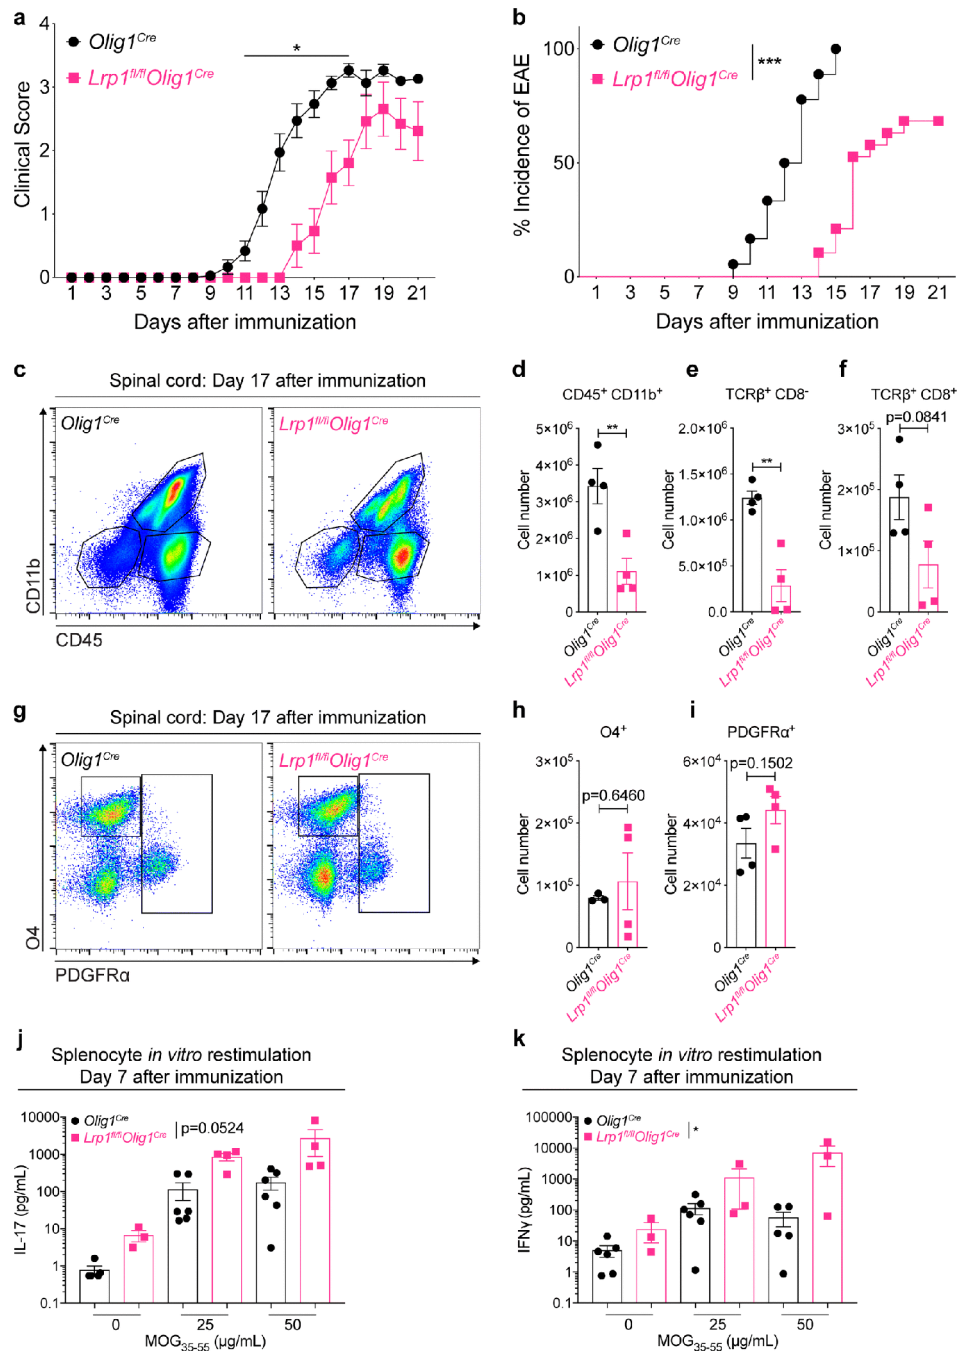 a
4
3
2
1
0
Clinical Score
Olig1Cre
Lrp1fl/flOlig1Cre
*
1 3 5 7 9 11 13 15 17 19 21
Days after immunization
b
100
50
0
% Incidence of EAE
Olig1Cre
Lrp1fl/flOlig1Cre
***
1 3 5 7 9 11 13 15 17 19 21
Days after immunization
c
Spinal cord: Day 17 after immunization
Olig1Cre
Lrp1fl/flOlig1Cre
CD11b
CD45
d
CD45+ CD11b+
**
5×10⁶
4×10⁶
3×10⁶
2×10⁶
1×10⁶
0
Cell number
Olig1Cre
Lrp1fl/flOlig1Cre
e
TCRβ+ CD8-
**
2.0×10⁶
1.5×10⁶
1.0×10⁶
5.0×10⁵
0.0
Cell number
Olig1Cre
Lrp1fl/flOlig1Cre
f
TCRβ+ CD8+
p=0.0841
3×10⁵
2×10⁵
1×10⁵
0
Cell number
Olig1Cre
Lrp1fl/flOlig1Cre
g
Spinal cord: Day 17 after immunization
Olig1Cre
Lrp1fl/flOlig1Cre
O4
PDGFRα
h
O4+
p=0.6460
3×10⁵
2×10⁵
1×10⁵
0
Cell number
Olig1Cre
Lrp1fl/flOlig1Cre
i
PDGFRα+
p=0.1502
6×10⁴
4×10⁴
2×10⁴
0
Cell number
Olig1Cre
Lrp1fl/flOlig1Cre
j
Splenocyte in vitro restimulation
Day 7 after immunization
Olig1Cre
Lrp1fl/flOlig1Cre
p=0.0524
10000
1000
100
10
1
0.1
IL-17 (pg/mL)
0 25 50
MOG35-55 (µg/mL)
k
Splenocyte in vitro restimulation
Day 7 after immunization
Olig1Cre
Lrp1fl/flOlig1Cre
*
100000
10000
1000
100
10
1
0.1
IFNγ (pg/mL)
0 25 50
MOG35-55 (µg/mL)